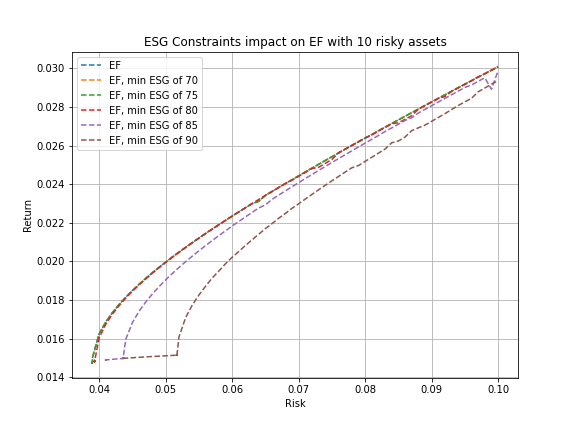 ESG Constraints impact on EF with 10 risky assets
EF
EF, min ESG of 70
EF, min ESG of 75
EF, min ESG of 80
EF, min ESG of 85
EF, min ESG of 90
Return
0.030
0.028
0.026
0.024
0.022
0.020
0.018
0.016
0.014
0.04 0.05 0.06 0.07 0.08 0.09 0.10
Risk